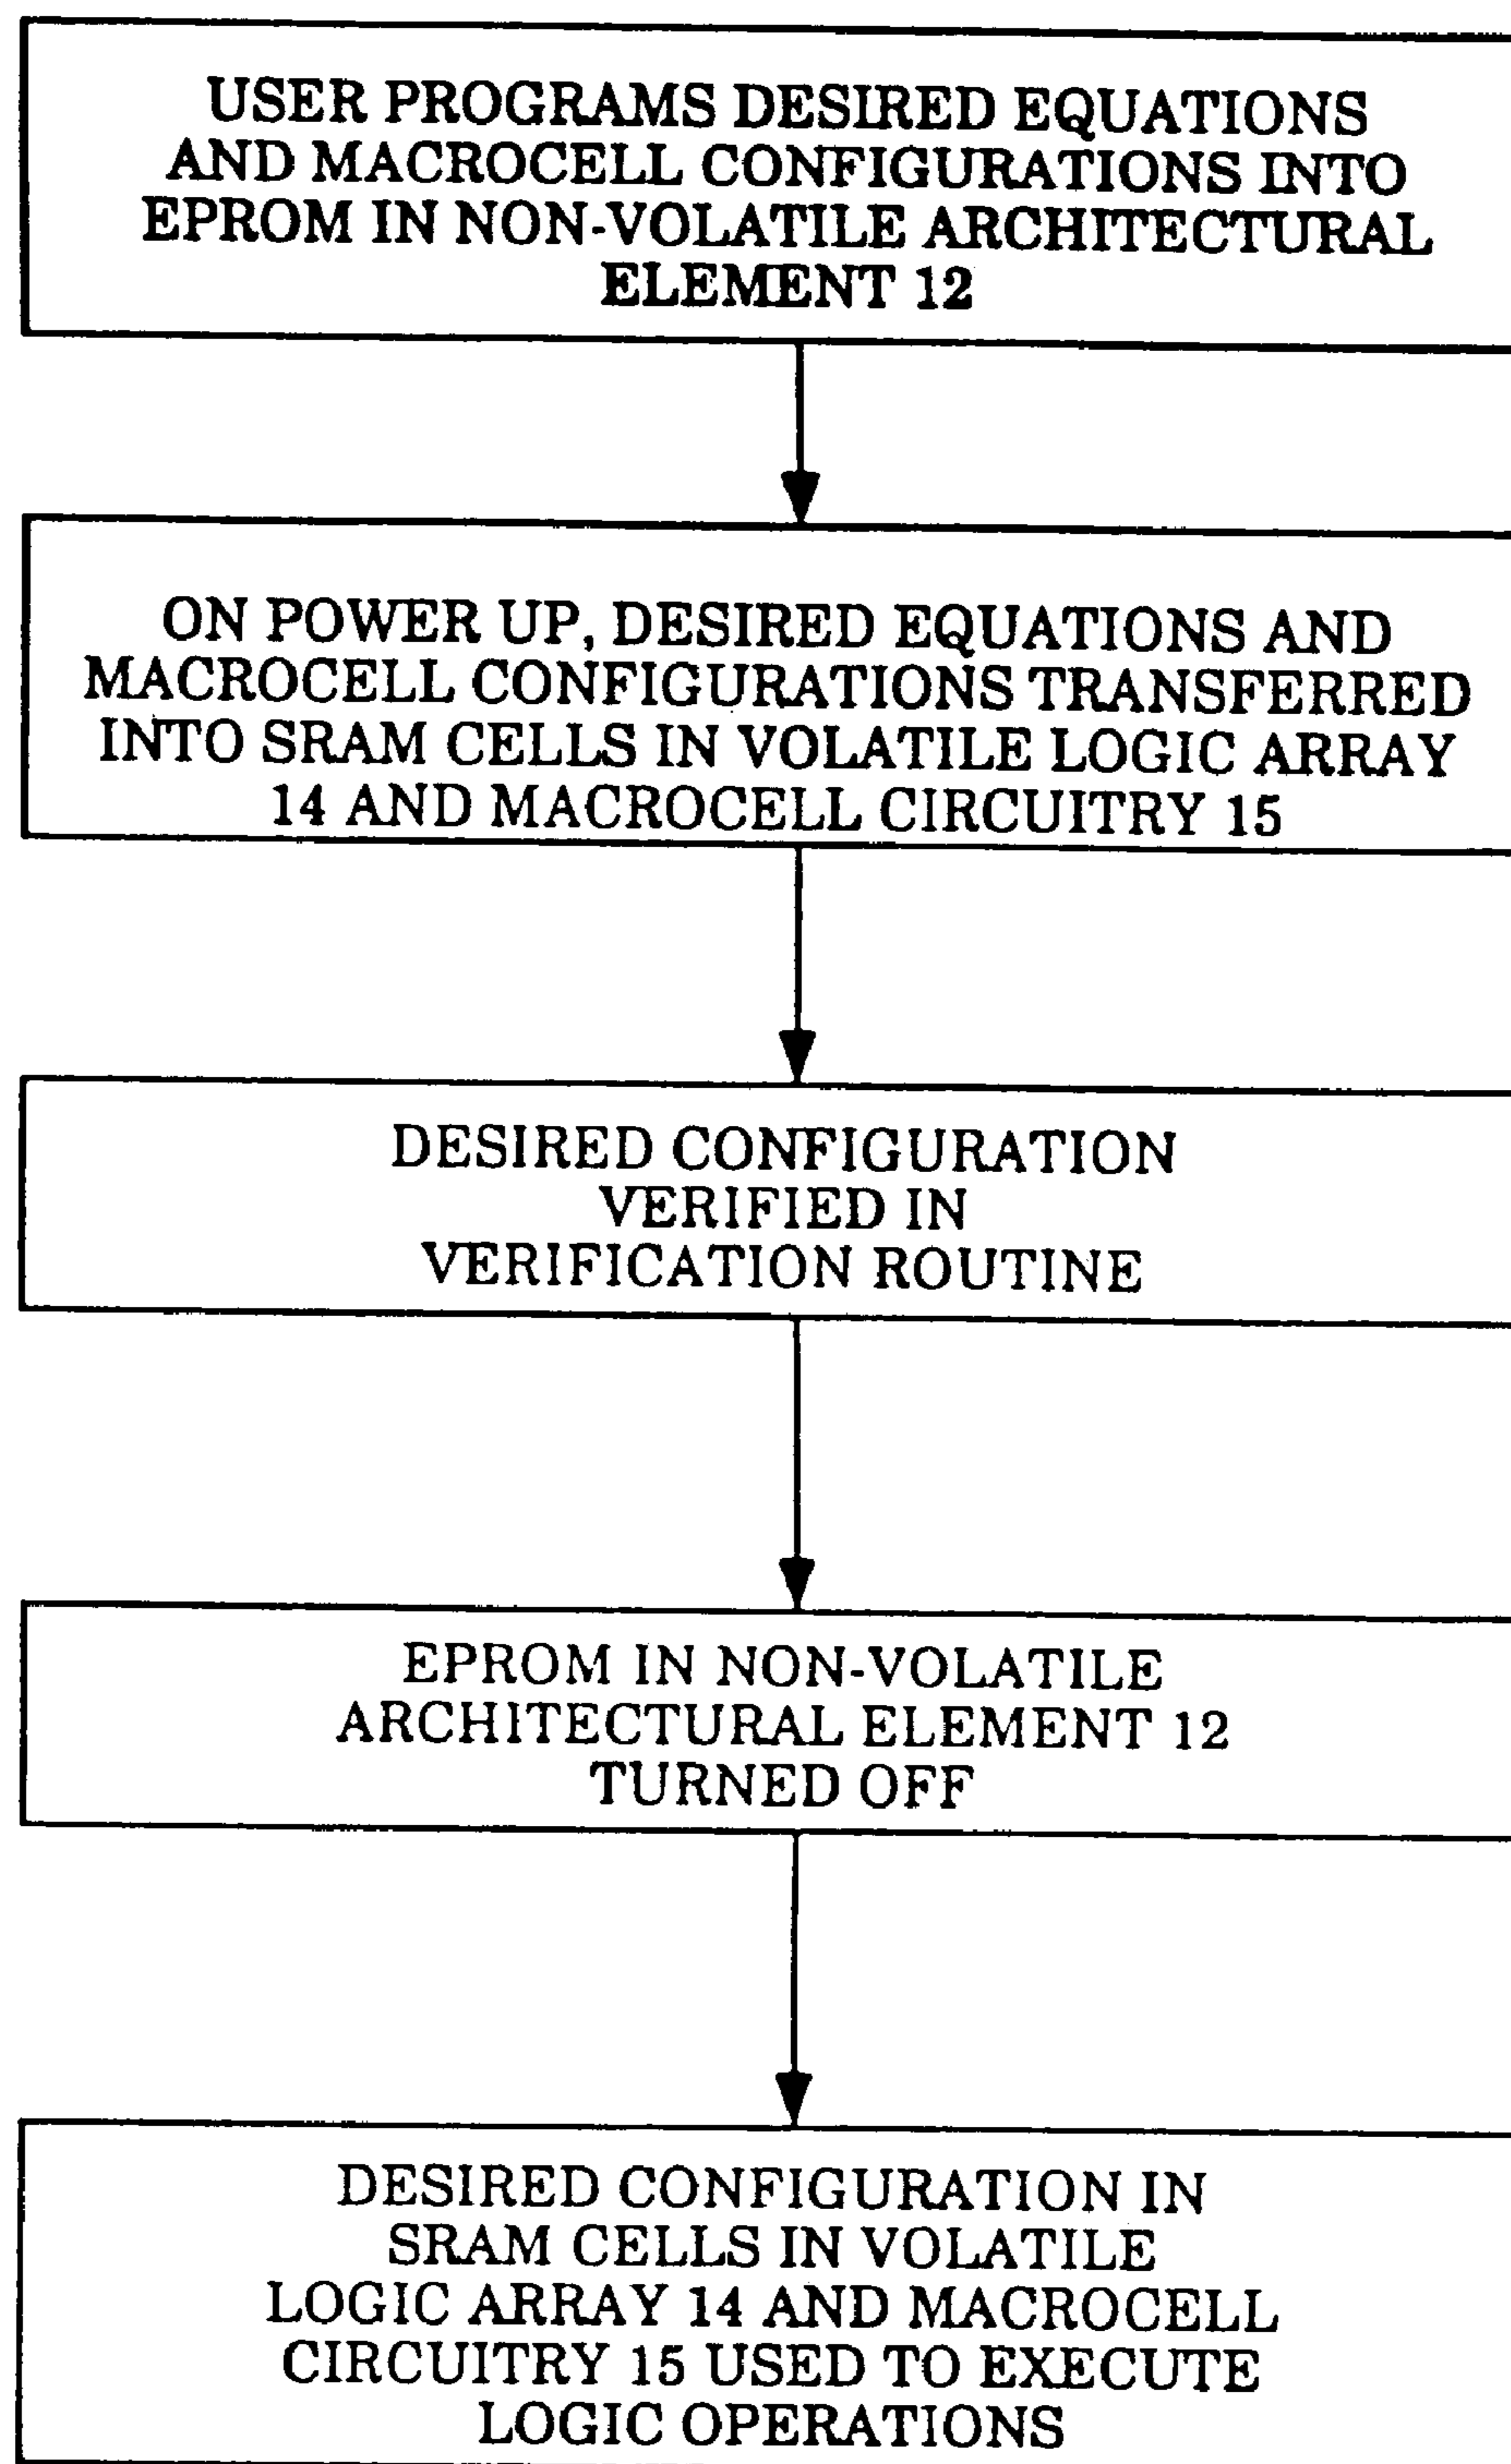 USER PROGRAMS DESIRED EQUATIONS
AND MACROCELL CONFIGURATIONS INTO
EPROM IN NON-VOLATILE ARCHITECTURAL
ELEMENT 12
ON POWER UP, DESIRED EQUATIONS AND
MACROCELL CONFIGURATIONS TRANSFERRED
INTO SRAM CELLS IN VOLATILE LOGIC ARRAY
14 AND MACROCELL CIRCUITRY 15
DESIRED CONFIGURATION
VERIFIED IN
VERIFICATION ROUTINE
EPROM IN NON-VOLATILE
ARCHITECTURAL ELEMENT 12
TURNED OFF
DESIRED CONFIGURATION IN
SRAM CELLS IN VOLATILE
LOGIC ARRAY 14 AND MACROCELL
CIRCUITRY 15 USED TO EXECUTE
LOGIC OPERATIONS